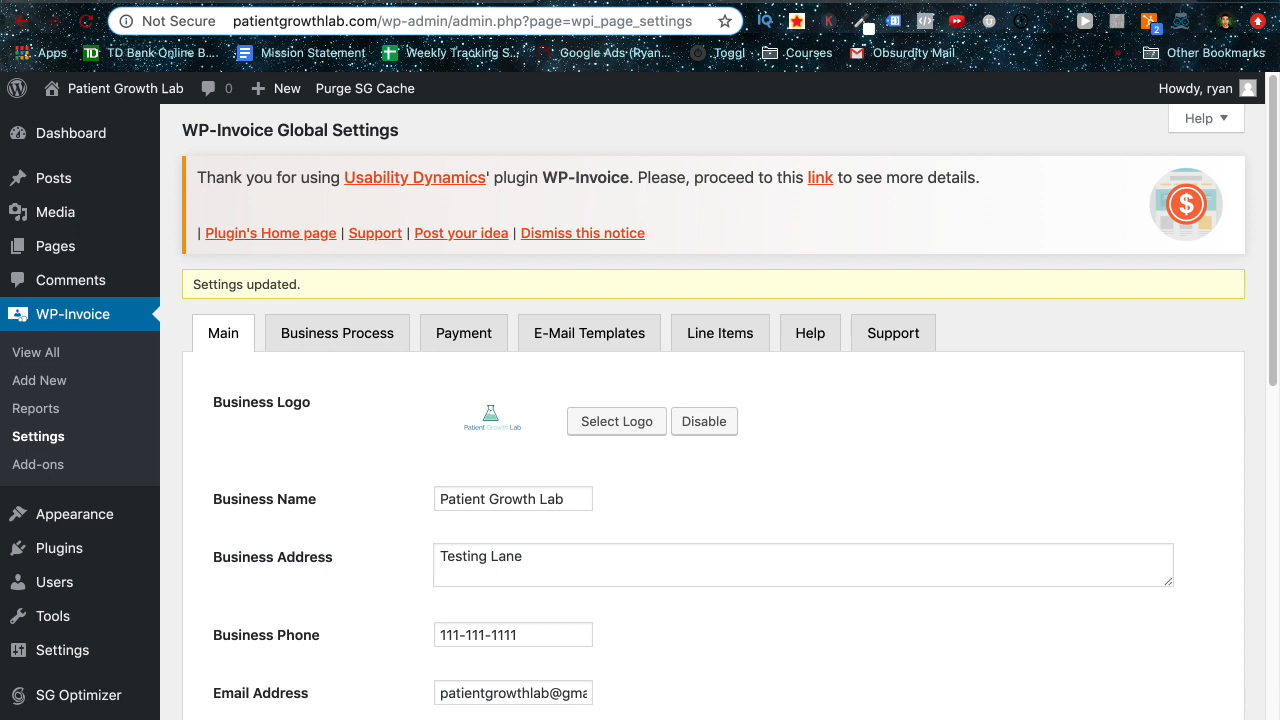 Not Secure patientgrowthlab.com/wp-admin/admin.php?page=wpi_page_settings
Apps TD Bank Online B... Mission Statement Weekly Tracking S... Google Ads (Ryan... Toggl Courses Absurdity Mail Other Bookmarks
Patient Growth Lab 0 New Purge SG Cache Howdy, ryan
Help
WP-Invoice Global Settings
Dashboard
Thank you for using Usability Dynamics' plugin WP-Invoice. Please, proceed to this link to see more details.
| Plugin's Home page | Support | Post your idea | Dismiss this notice
Posts
Media
Pages
Comments
WP-Invoice
View All
Add New
Reports
Settings
Add-ons
Appearance
Plugins
Users
Tools
Settings
SG Optimizer
Settings updated.
Main Business Process Payment E-Mail Templates Line Items Help Support
Business Logo Patient Growth Lab Select Logo Disable
Business Name Patient Growth Lab
Business Address Testing Lane
Business Phone 111-111-1111
Email Address patientgrowthlab@gma